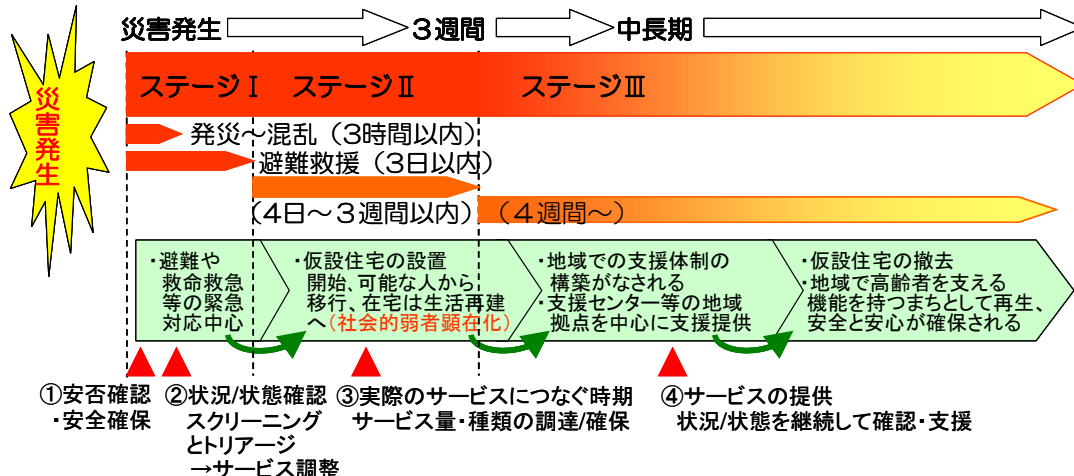 災害発生
災害発生
3週間
中長期
ステージⅠ
ステージⅡ
ステージⅢ
発災～混乱（3時間以内）
避難救援（3日以内）
（4日～3週間以内）
（4週間～）
・避難や
救命救急
等の緊急
対応中心
・仮設住宅の設置
開始、可能な人から
移行、在宅は生活再建
へ（社会的弱者顕在化）
・地域での支援体制の
構築がなされる
・支援センター等の地域
拠点を中心に支援提供
・仮設住宅の撤去
・地域で高齢者を支える
機能を持つまちとして再生、
安全と安心が確保される
①安否確認
・安全確保
②状況/状態確認
スクリーニング
とトリアージ
→サービス調整
③実際のサービスにつなぐ時期
サービス量・種類の調達/確保
④サービスの提供
状況/状態を継続して確認・支援